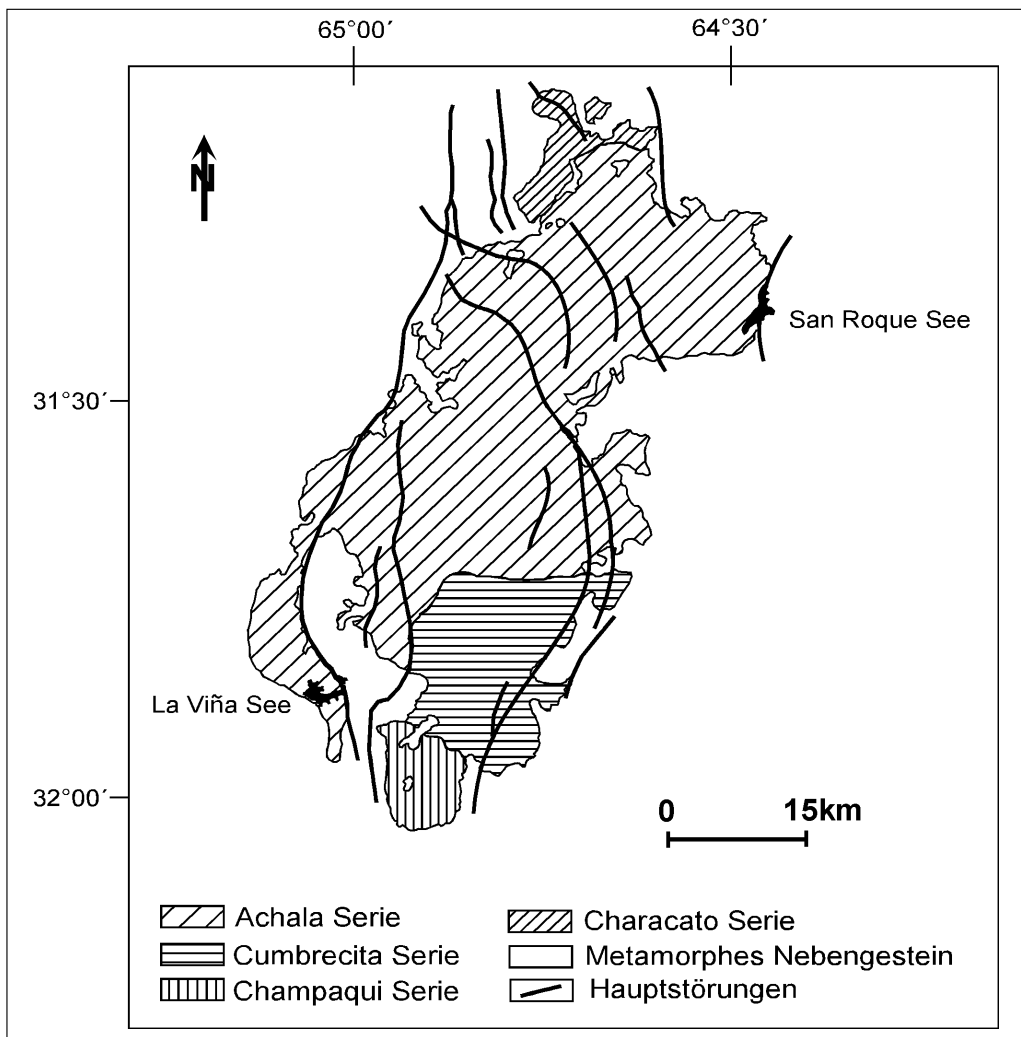 65°00´
64°30´
N
San Roque See
31°30´
La Viña See
32°00´
0
15km
Achala Serie
Cumbrecita Serie
Champaqui Serie
Characato Serie
Metamorphes Nebengestein
Hauptstörungen